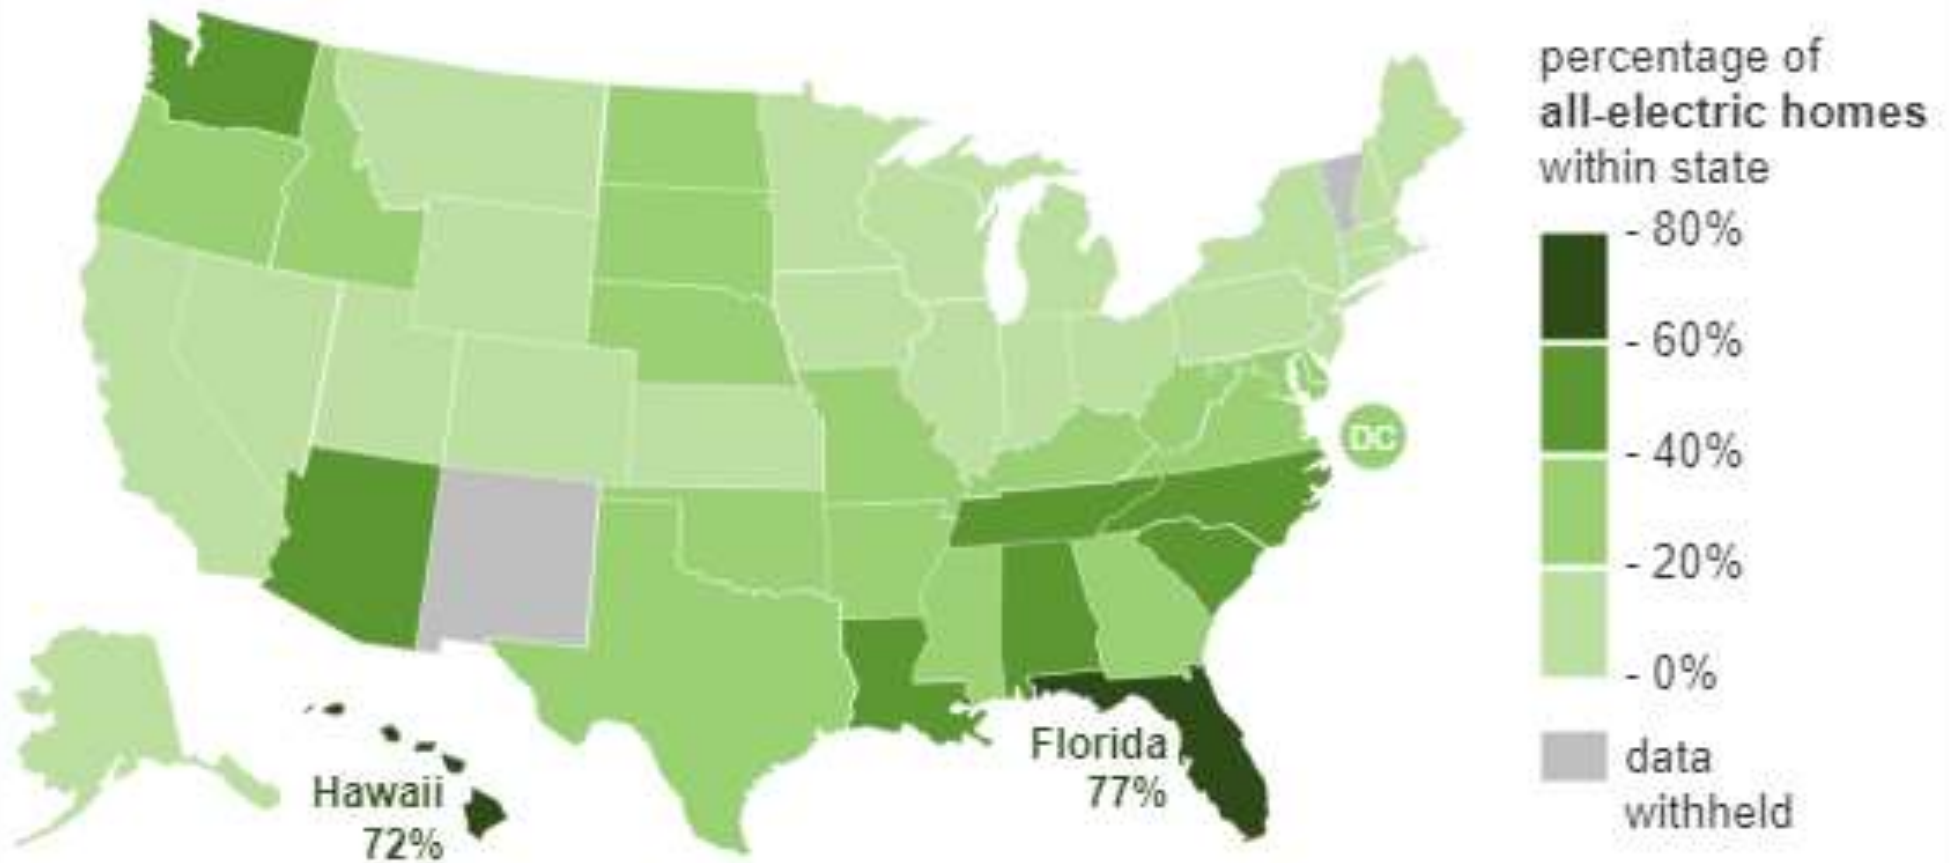 percentage of
all-electric homes
within state
- 80%
- 60%
- 40%
- 20%
- 0%
data
withheld
DC
Florida
77%
Hawaii
72%